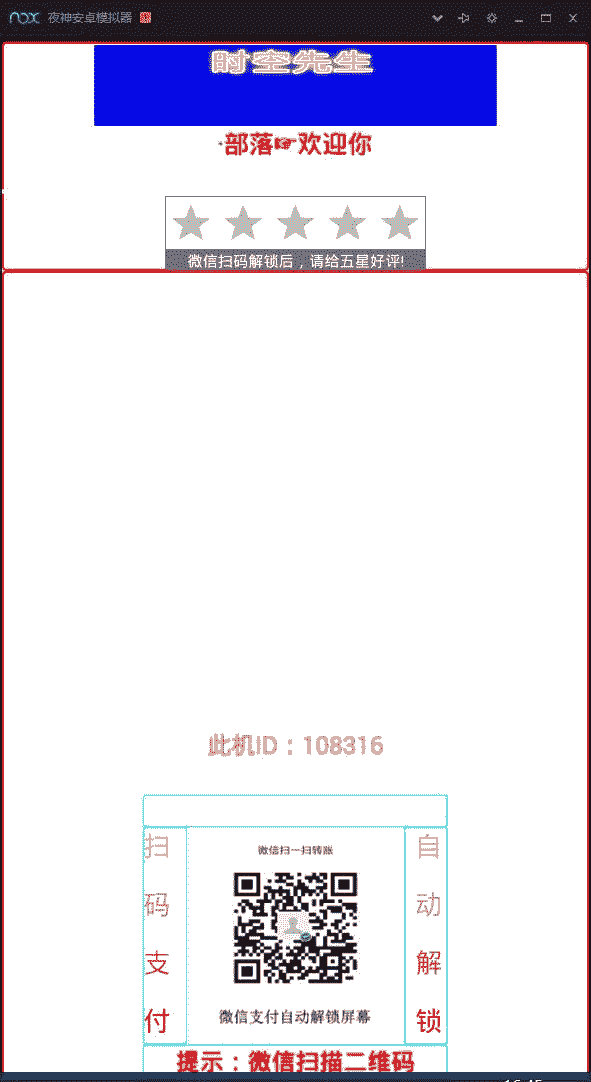 nox 夜神安卓模拟器
时空先生
·部落☞欢迎你
微信扫码解锁后，请给五星好评!
此机ID：108316
扫码支付
微信扫一扫转账
微信支付自动解锁屏幕
自动解锁
提示：微信扫描二维码